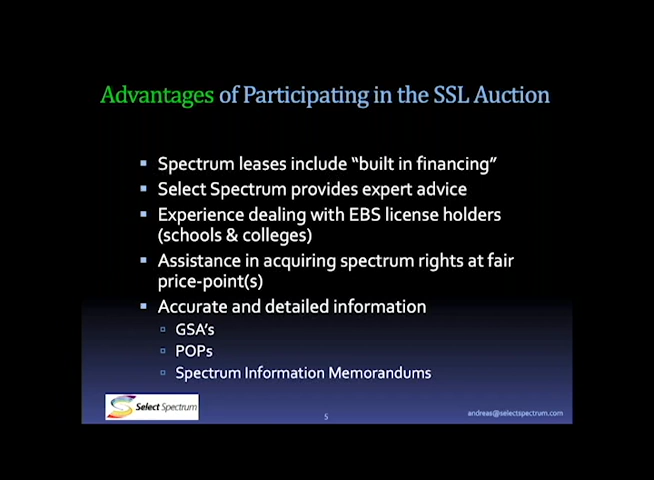 Advantages of Participating in the SSL Auction
Spectrum leases include “built in financing”
Select Spectrum provides expert advice
Experience dealing with EBS license holders
(schools & colleges)
Assistance in acquiring spectrum rights at fair
price-point(s)
Accurate and detailed information
GSA’s
POPs
Spectrum Information Memorandums
Select Spectrum
5
andreas@selectspectrum.com